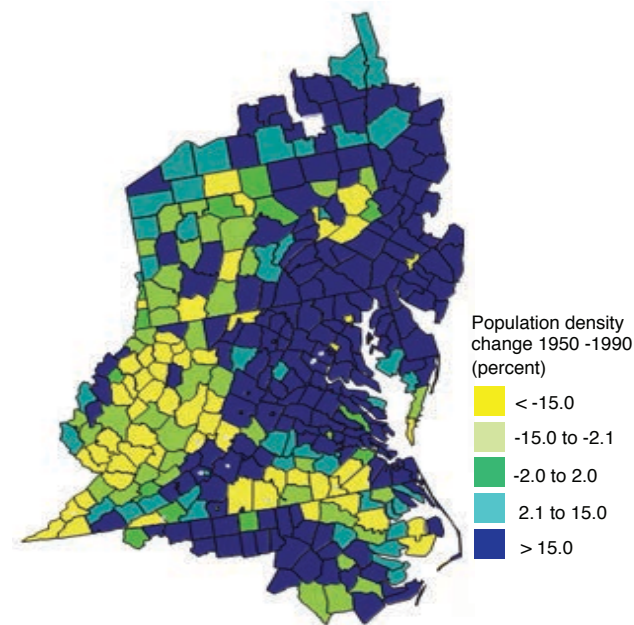 Population density
change 1950 -1990
(percent)
< -15.0
-15.0 to -2.1
-2.0 to 2.0
2.1 to 15.0
> 15.0